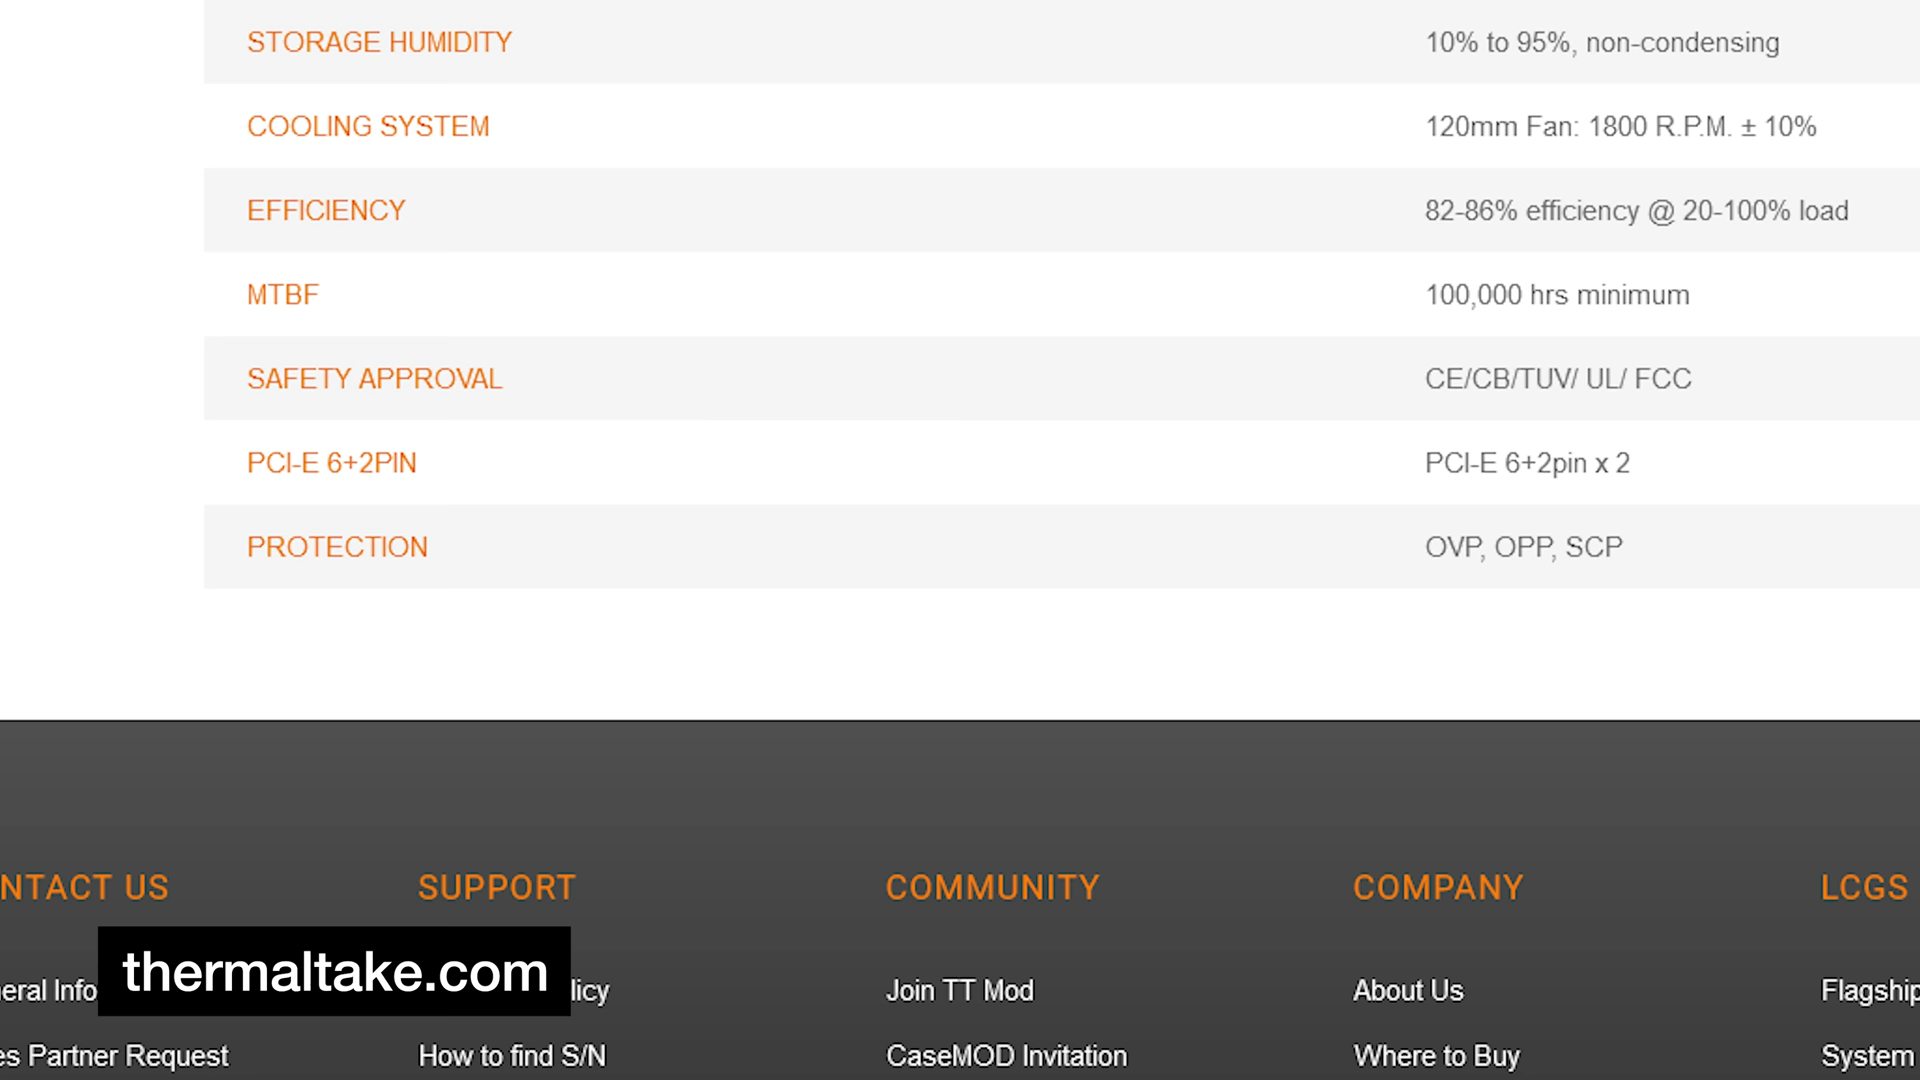 STORAGE HUMIDITY 10% to 95%, non-condensing
COOLING SYSTEM 120mm Fan: 1800 R.P.M. ± 10%
EFFICIENCY 82-86% efficiency @ 20-100% load
MTBF 100,000 hrs minimum
SAFETY APPROVAL CE/CB/TUV/ UL/ FCC
PCI-E 6+2PIN PCI-E 6+2pin x 2
PROTECTION OVP, OPP, SCP
NTACT US SUPPORT COMMUNITY COMPANY LCGS
thermaltake.com
eral Info licy Join TT Mod About Us Flagship
es Partner Request How to find S/N CaseMOD Invitation Where to Buy System